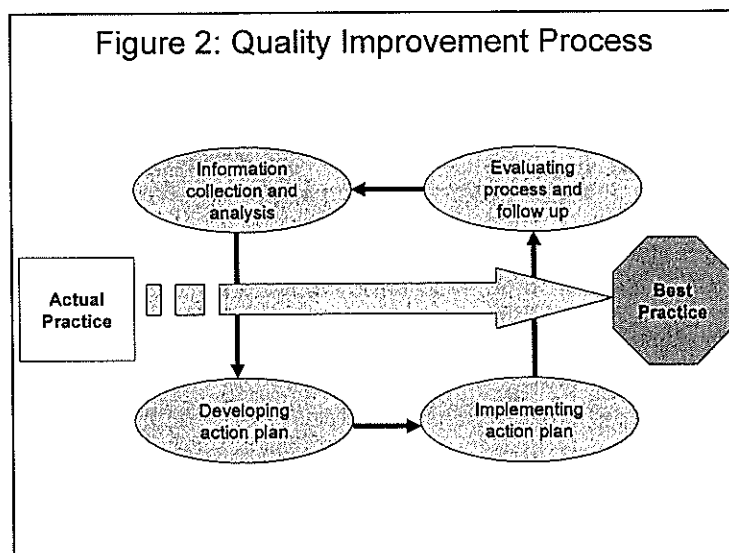 Figure 2: Quality Improvement Process
Information
collection and
analysis
Evaluating
process and
follow up
Actual
Practice
Best
Practice
Developing
action plan
Implementing
action plan